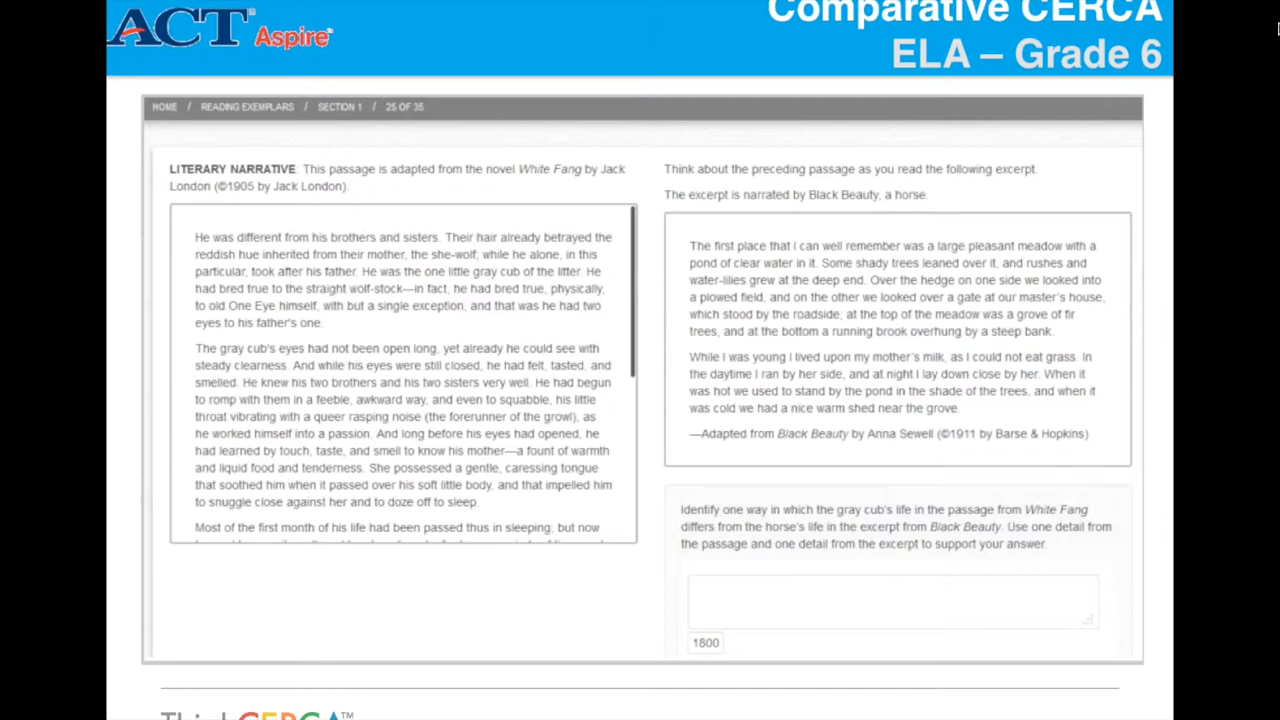 ACT Aspire
Comparative CERCA
ELA – Grade 6
HOME / READING EXEMPLARS / SECTION 1 / 25 OF 35
LITERARY NARRATIVE. This passage is adapted from the novel White Fang by Jack
London (©1905 by Jack London).
He was different from his brothers and sisters. Their hair already betrayed the
reddish hue inherited from their mother, the she-wolf; while he alone, in this
particular, took after his father. He was the one little gray cub of the litter. He
had bred true to the straight wolf-stock—in fact, he had bred true, physically,
to old One Eye himself, with but a single exception, and that was he had two
eyes to his father's one.
The gray cub's eyes had not been open long, yet already he could see with
steady clearness. And while his eyes were still closed, he had felt, tasted, and
smelled. He knew his two brothers and his two sisters very well. He had begun
to romp with them in a feeble, awkward way, and even to squabble, his little
throat vibrating with a queer rasping noise (the forerunner of the growl), as
he worked himself into a passion. And long before his eyes had opened, he
had learned by touch, taste, and smell to know his mother—a fount of warmth
and liquid food and tenderness. She possessed a gentle, caressing tongue
that soothed him when it passed over his soft little body, and that impelled him
to snuggle close against her and to doze off to sleep.
Most of the first month of his life had been passed thus in sleeping; but now
Think about the preceding passage as you read the following excerpt.
The excerpt is narrated by Black Beauty, a horse.
The first place that I can well remember was a large pleasant meadow with a
pond of clear water in it. Some shady trees leaned over it, and rushes and
water-lilies grew at the deep end. Over the hedge on one side we looked into
a plowed field, and on the other we looked over a gate at our master's house,
which stood by the roadside; at the top of the meadow was a grove of fir
trees, and at the bottom a running brook overhung by a steep bank.
While I was young I lived upon my mother's milk, as I could not eat grass. In
the daytime I ran by her side, and at night I lay down close by her. When it
was hot we used to stand by the pond in the shade of the trees, and when it
was cold we had a nice warm shed near the grove.
—Adapted from Black Beauty by Anna Sewell (©1911 by Barse & Hopkins)
Identify one way in which the gray cub's life in the passage from White Fang
differs from the horse's life in the excerpt from Black Beauty. Use one detail from
the passage and one detail from the excerpt to support your answer.
1800
ThinkCERCA™